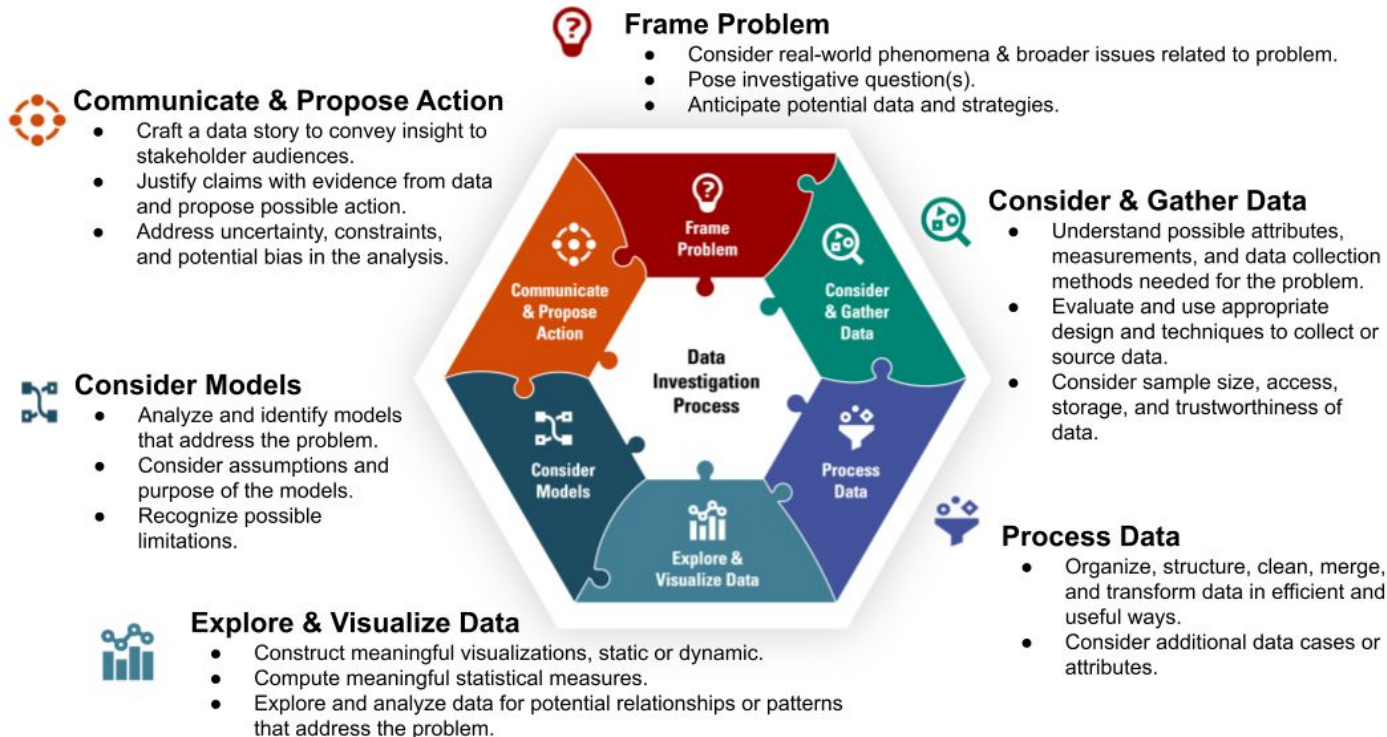 Frame Problem
● Consider real-world phenomena & broader issues related to problem.
● Pose investigative question(s).
● Anticipate potential data and strategies.
Communicate & Propose Action
● Craft a data story to convey insight to
stakeholder audiences.
● Justify claims with evidence from data
and propose possible action.
● Address uncertainty, constraints,
and potential bias in the analysis.
Consider & Gather Data
● Understand possible attributes,
measurements, and data collection
methods needed for the problem.
● Evaluate and use appropriate
design and techniques to collect or
source data.
● Consider sample size, access,
storage, and trustworthiness of
data.
Frame
Problem
Consider
& Gather
Data
Process
Data
Explore &
Visualize Data
Consider
Models
Communicate
& Propose
Action
Data
Investigation
Process
Consider Models
● Analyze and identify models
that address the problem.
● Consider assumptions and
purpose of the models.
● Recognize possible
limitations.
Process Data
● Organize, structure, clean, merge,
and transform data in efficient and
useful ways.
● Consider additional data cases or
attributes.
Explore & Visualize Data
● Construct meaningful visualizations, static or dynamic.
● Compute meaningful statistical measures.
● Explore and analyze data for potential relationships or patterns
that address the problem.